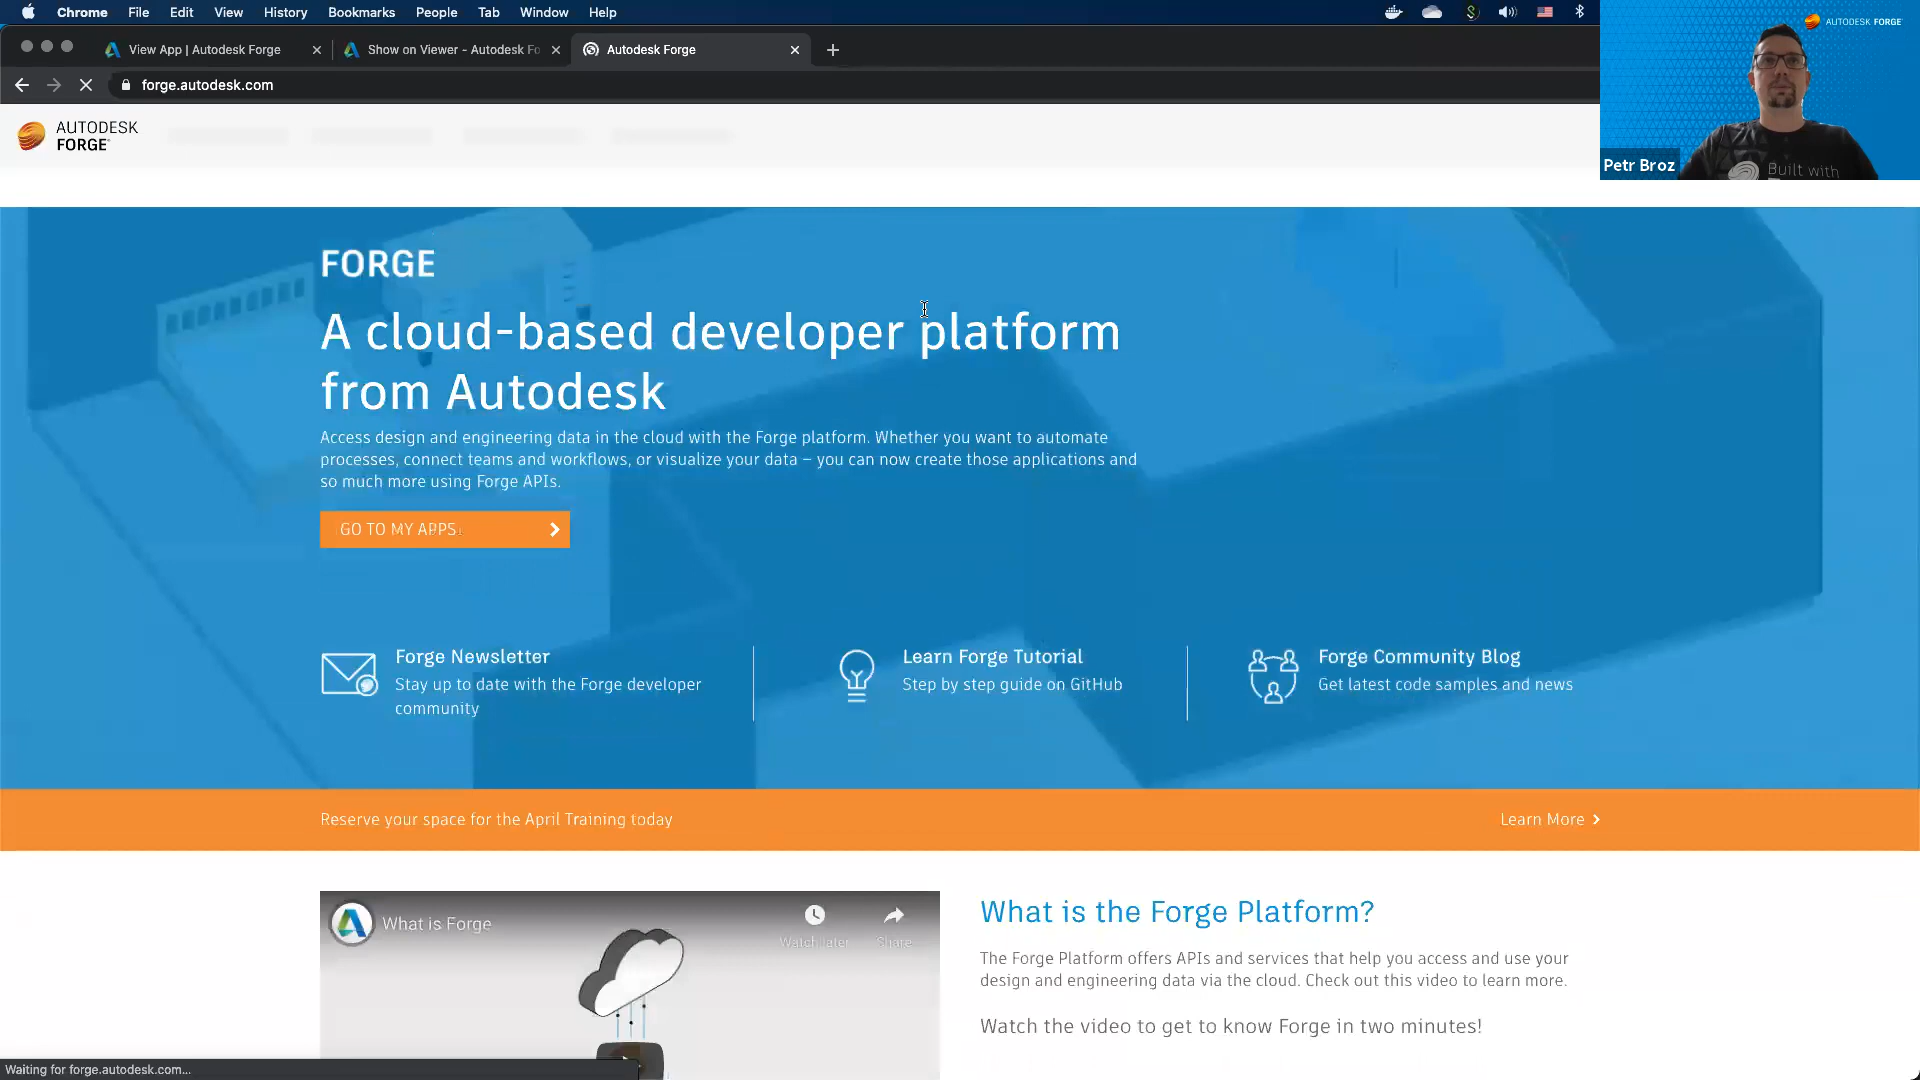 Chrome File Edit View History Bookmarks People Tab Window Help
AUTODESK FORGE
View App | Autodesk Forge
Show on Viewer - Autodesk Fo
Autodesk Forge
forge.autodesk.com
Built with
Petr Broz
AUTODESK
FORGE
FORGE
A cloud-based developer platform
from Autodesk
Access design and engineering data in the cloud with the Forge platform. Whether you want to automate
processes, connect teams and workflows, or visualize your data – you can now create those applications and
so much more using Forge APIs.
GO TO MY APPS
Forge Newsletter
Stay up to date with the Forge developer
community
Learn Forge Tutorial
Step by step guide on GitHub
Forge Community Blog
Get latest code samples and news
Reserve your space for the April Training today
Learn More
What is Forge
Watch later
Share
What is the Forge Platform?
The Forge Platform offers APIs and services that help you access and use your
design and engineering data via the cloud. Check out this video to learn more.
Watch the video to get to know Forge in two minutes!
Waiting for forge.autodesk.com...